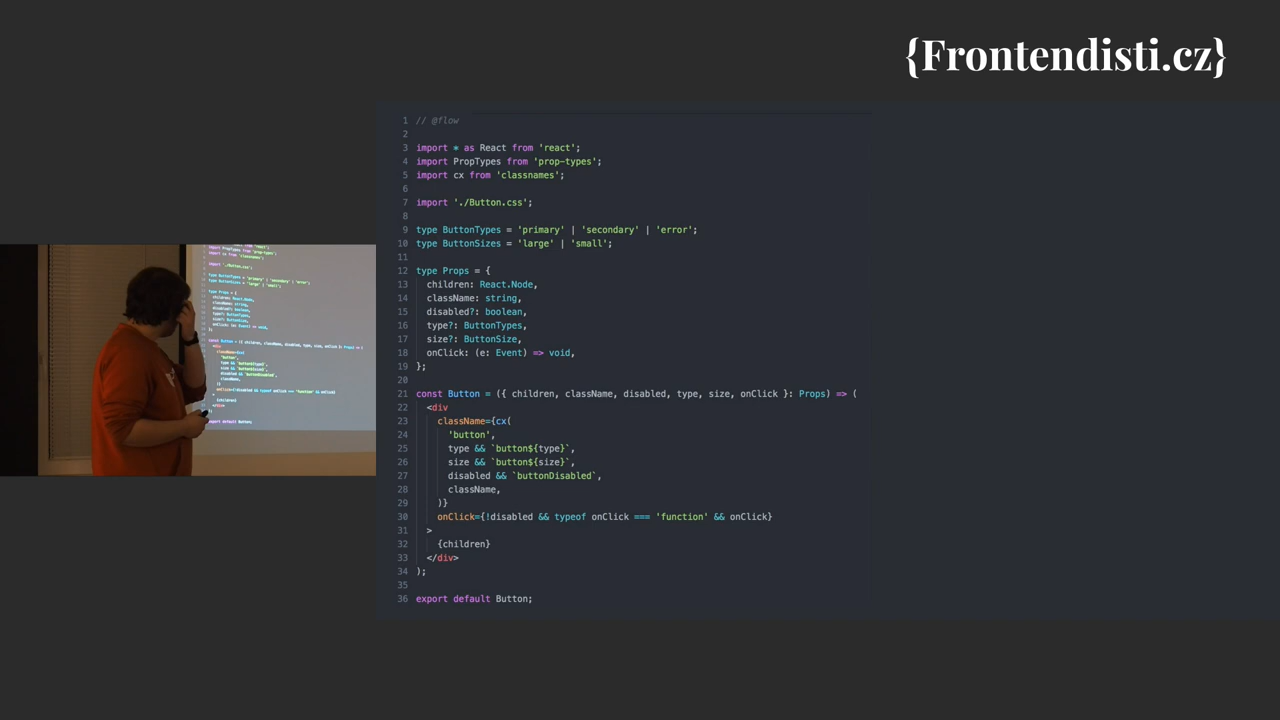 {Frontendisti.cz}
1 // @flow
2
3 import * as React from 'react';
4 import PropTypes from 'prop-types';
5 import cx from 'classnames';
6
7 import './Button.css';
8
9 type ButtonTypes = 'primary' | 'secondary' | 'error';
10 type ButtonSizes = 'large' | 'small';
11
12 type Props = {
13 children: React.Node,
14 className: string,
15 disabled?: boolean,
16 type?: ButtonTypes,
17 size?: ButtonSize,
18 onClick: (e: Event) => void,
19 };
20
21 const Button = ({ children, className, disabled, type, size, onClick }: Props) => (
22 <div
23 className={cx(
24 'button',
25 type && `button${type}`,
26 size && `button${size}`,
27 disabled && `buttonDisabled`,
28 className,
29 )}
30 onClick={!disabled && typeof onClick === 'function' && onClick}
31 >
32 {children}
33 </div>
34 );
35
36 export default Button;